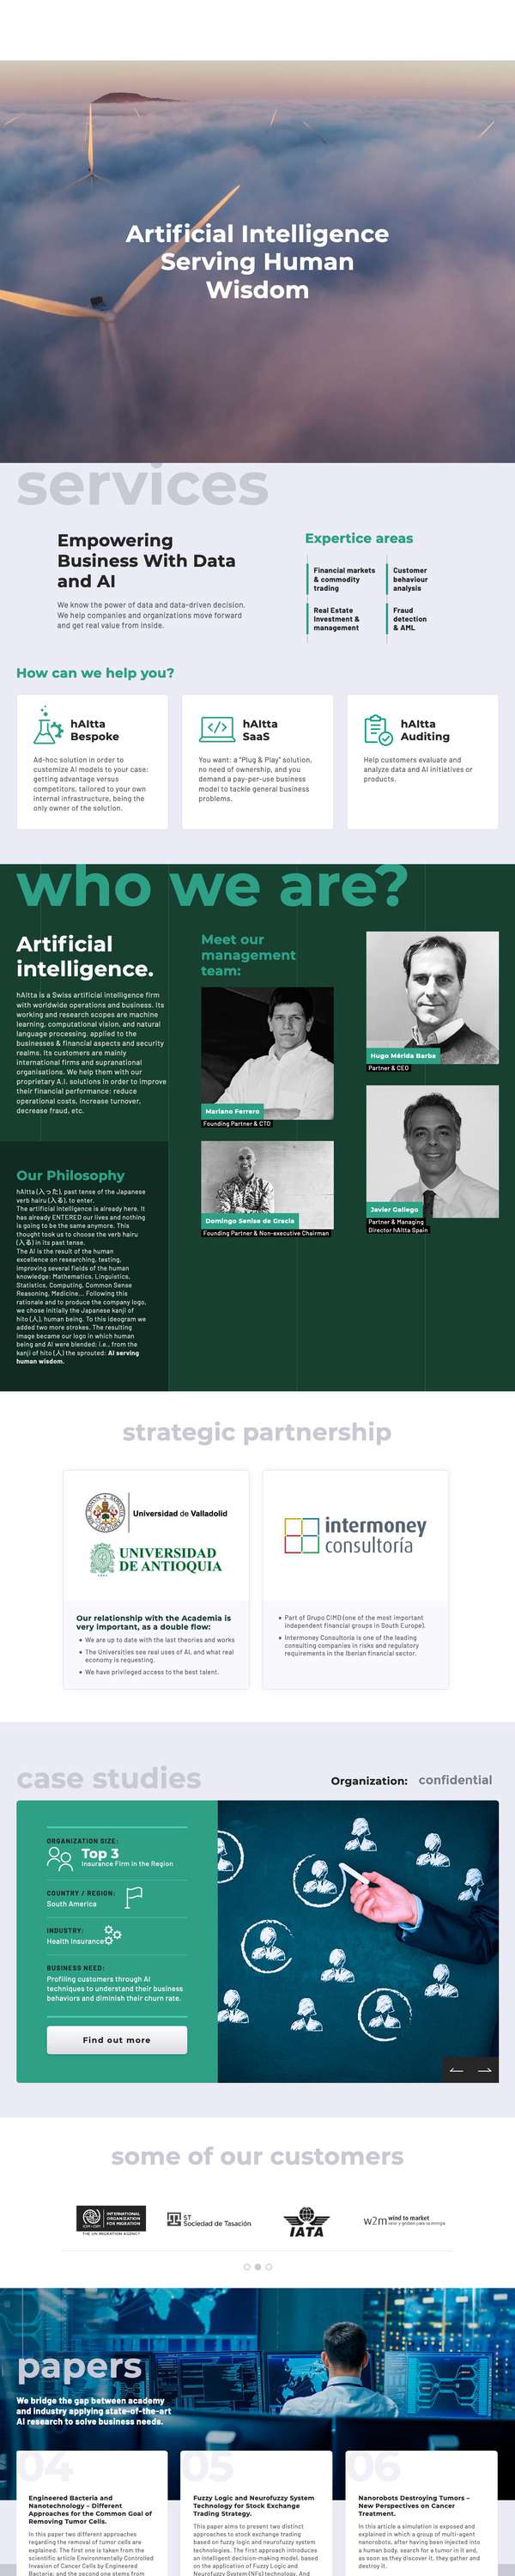 Artificial Intelligence
Serving Human
Wisdom
services
Empowering
Business With Data
and AI
We know the power of data and data-driven decision.
We help companies and organizations move forward
and get real value from inside.
Expertice areas
Financial markets
& commodity
trading
Customer
behaviour
analysis
Real Estate
Investment &
management
Fraud
detection
& AML
How can we help you?
hAItta
Bespoke
Ad-hoc solution in order to
customize AI models to your case:
getting advantage versus
competitors, tailored to your own
internal infrastructure, being the
only owner of the solution.
hAItta
SaaS
You want: a "Plug & Play" solution,
no need of ownership, and you
demand a pay-per-use business
model to tackle general business
problems.
hAItta
Auditing
Help customers evaluate and
analyze data and AI initiatives or
products.
who we are?
Artificial
intelligence.
hAItta is a Swiss artificial intelligence firm
with worldwide operations and business. Its
working and research scopes are machine
learning, computational vision, and natural
language processing, applied to the
businesses & financial aspects and security
realms. Its customers are mainly
international firms and supranational
organisations. We help them with our
proprietary A.I. solutions in order to improve
their financial performance: reduce
operational costs, increase turnover,
decrease fraud, etc.
Our Philosophy
hAItta (入った), past tense of the Japanese
verb hairu (入る), to enter.
The artificial intelligence is already here. It
has already ENTERED our lives and nothing
is going to be the same anymore. This
thought took us to choose the verb hairu
(入る) in its past tense.
The AI is the result of the human
excellence on researching, testing,
improving several fields of the human
knowledge: Mathematics, Linguistics,
Statistics, Computing, Common Sense
Reasoning, Medicine... Following this
rationale and to produce the company logo,
we chose initially the Japanese kanji of
hito (人), human being. To this ideogram we
added two more strokes. The resulting
image became our logo in which human
being and AI were blended; i.e., from the
kanji of hito (人) the sprouted: AI serving
human wisdom.
Meet our
management
team:
Mariano Ferrero
Founding Partner & CTO
Domingo Senise de Gracia
Founding Partner & Non-executive Chairman
Hugo Mérida Barba
Partner & CEO
Javier Gallego
Partner & Managing
Director hAItta Spain
strategic partnership
Universidad de Valladolid
UNIVERSIDAD
DE ANTIOQUIA
1803
Our relationship with the Academia is
very important, as a double flow:
We are up to date with the last theories and works
The Universities see real uses of AI, and what real
economy is requesting.
We have privileged access to the best talent.
intermoney
consultoría
Part of Grupo CIMD (one of the most important
independent financial groups in South Europe).
Intermoney Consultoria is one of the leading
consulting companies in risks and regulatory
requirements in the Iberian financial sector.
case studies
Organization: confidential
ORGANIZATION SIZE:
Top 3
Insurance Firm in the Region
COUNTRY / REGION:
South America
INDUSTRY:
Health Insurance
BUSINESS NEED:
Profiling customers through AI
techniques to understand their business
behaviors and diminish their churn rate.
Find out more
some of our customers
INTERNATIONAL
ORGANIZATION
FOR MIGRATION
THE UN MIGRATION AGENCY
ST
Sociedad de Tasación
IATA
w2m wind to market
papers
We bridge the gap between academy
and industry applying state-of-the-art
AI research to solve business needs.
04
Engineered Bacteria and
Nanotechnology – Different
Approaches for the Common Goal of
Removing Tumor Cells.
In this paper two different approaches
regarding the removal of tumor cells are
explained. The first one is taken from the
scientific article Environmentally Controlled
Invasion of Cancer Cells by Engineered
Bacteria; and the second one stems from
05
Fuzzy Logic and Neurofuzzy System
Technology for Stock Exchange
Trading Strategy.
This paper aims to present two distinct
approaches to stock exchange trading
based on fuzzy logic and neurofuzzy system
technologies. The first approach introduces
an intelligent decision-making model, based
on the application of Fuzzy Logic and
Neurofuzzy System (NFs) technology. And
06
Nanorobots Destroying Tumors –
New Perspectives on Cancer
Treatment.
In this article a simulation is exposed and
explained in which a group of multi-agent
nanorobots, after having been injected into
a human body, search for a tumor in it and,
as soon as they discover it, they gather and
destroy it.